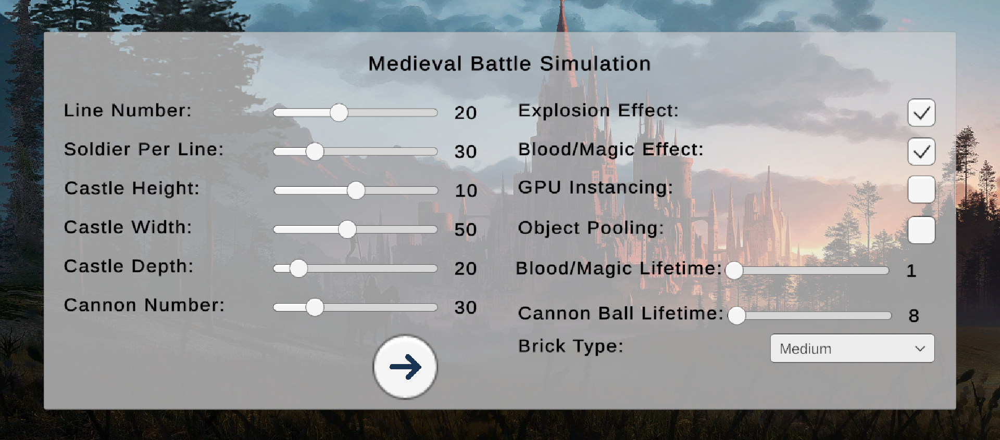 Medieval Battle Simulation
Line Number: 20
Soldier Per Line: 30
Castle Height: 10
Castle Width: 50
Castle Depth: 20
Cannon Number: 30
Explosion Effect:
Blood/Magic Effect:
GPU Instancing:
Object Pooling:
Blood/Magic Lifetime: 1
Cannon Ball Lifetime: 8
Brick Type: Medium